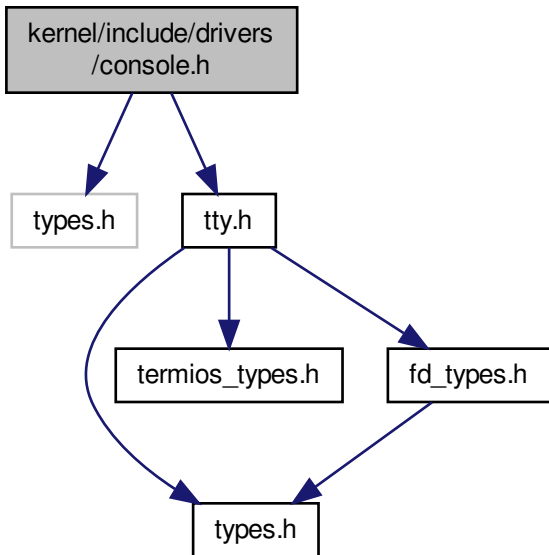 kernel/include/drivers
/console.h
types.h
tty.h
termios_types.h
fd_types.h
types.h